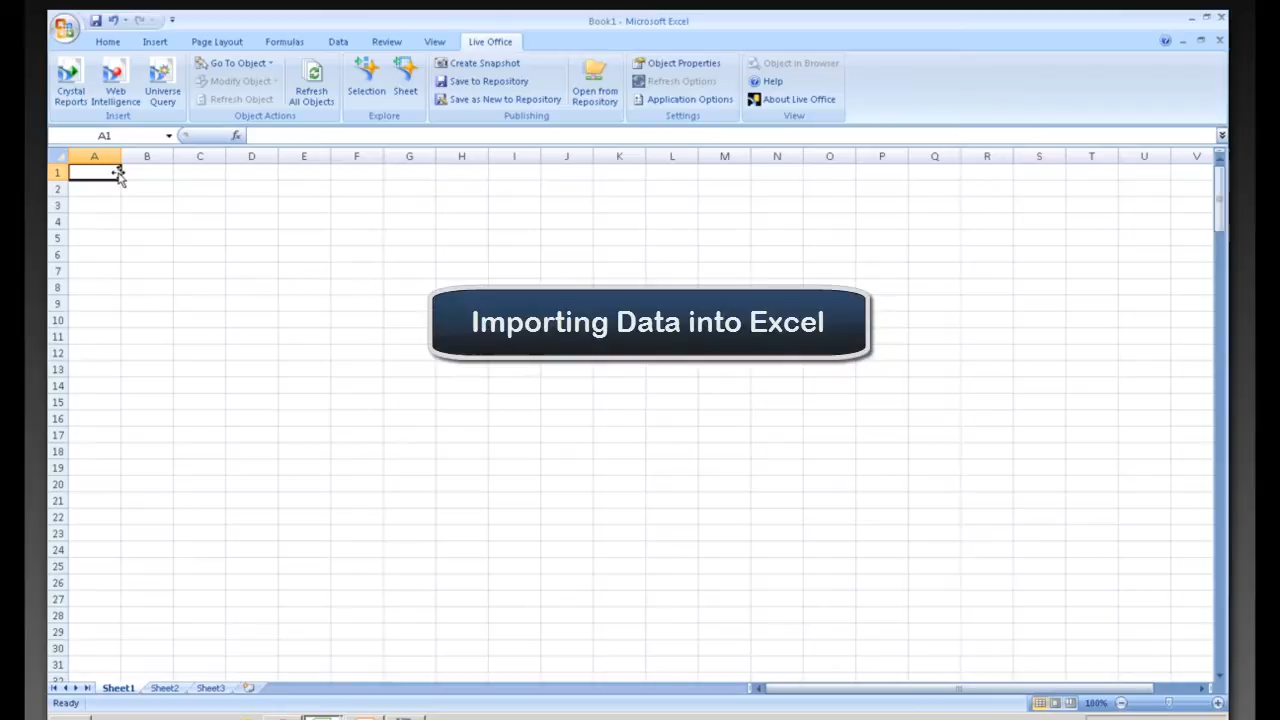 Book1 - Microsoft Excel
Home Insert Page Layout Formulas Data Review View Live Office
Crystal Reports
Web Intelligence
Universe Query
Insert
Go To Object
Modify Object
Refresh Object
Refresh All Objects
Object Actions
Selection
Sheet
Explore
Create Snapshot
Save to Repository
Save as New to Repository
Open from Repository
Publishing
Object Properties
Refresh Options
Application Options
Settings
Object in Browser
Help
About Live Office
View
A1 fx
A B C D E F G H J K L M N O P Q R S T U V
1
2
3
4
5
6
7
8
9
Importing Data into Excel
10
11
12
13
14
15
16
17
18
19
20
21
22
23
24
25
26
27
28
29
30
31
Sheet1 Sheet2 Sheet3
Ready 100%